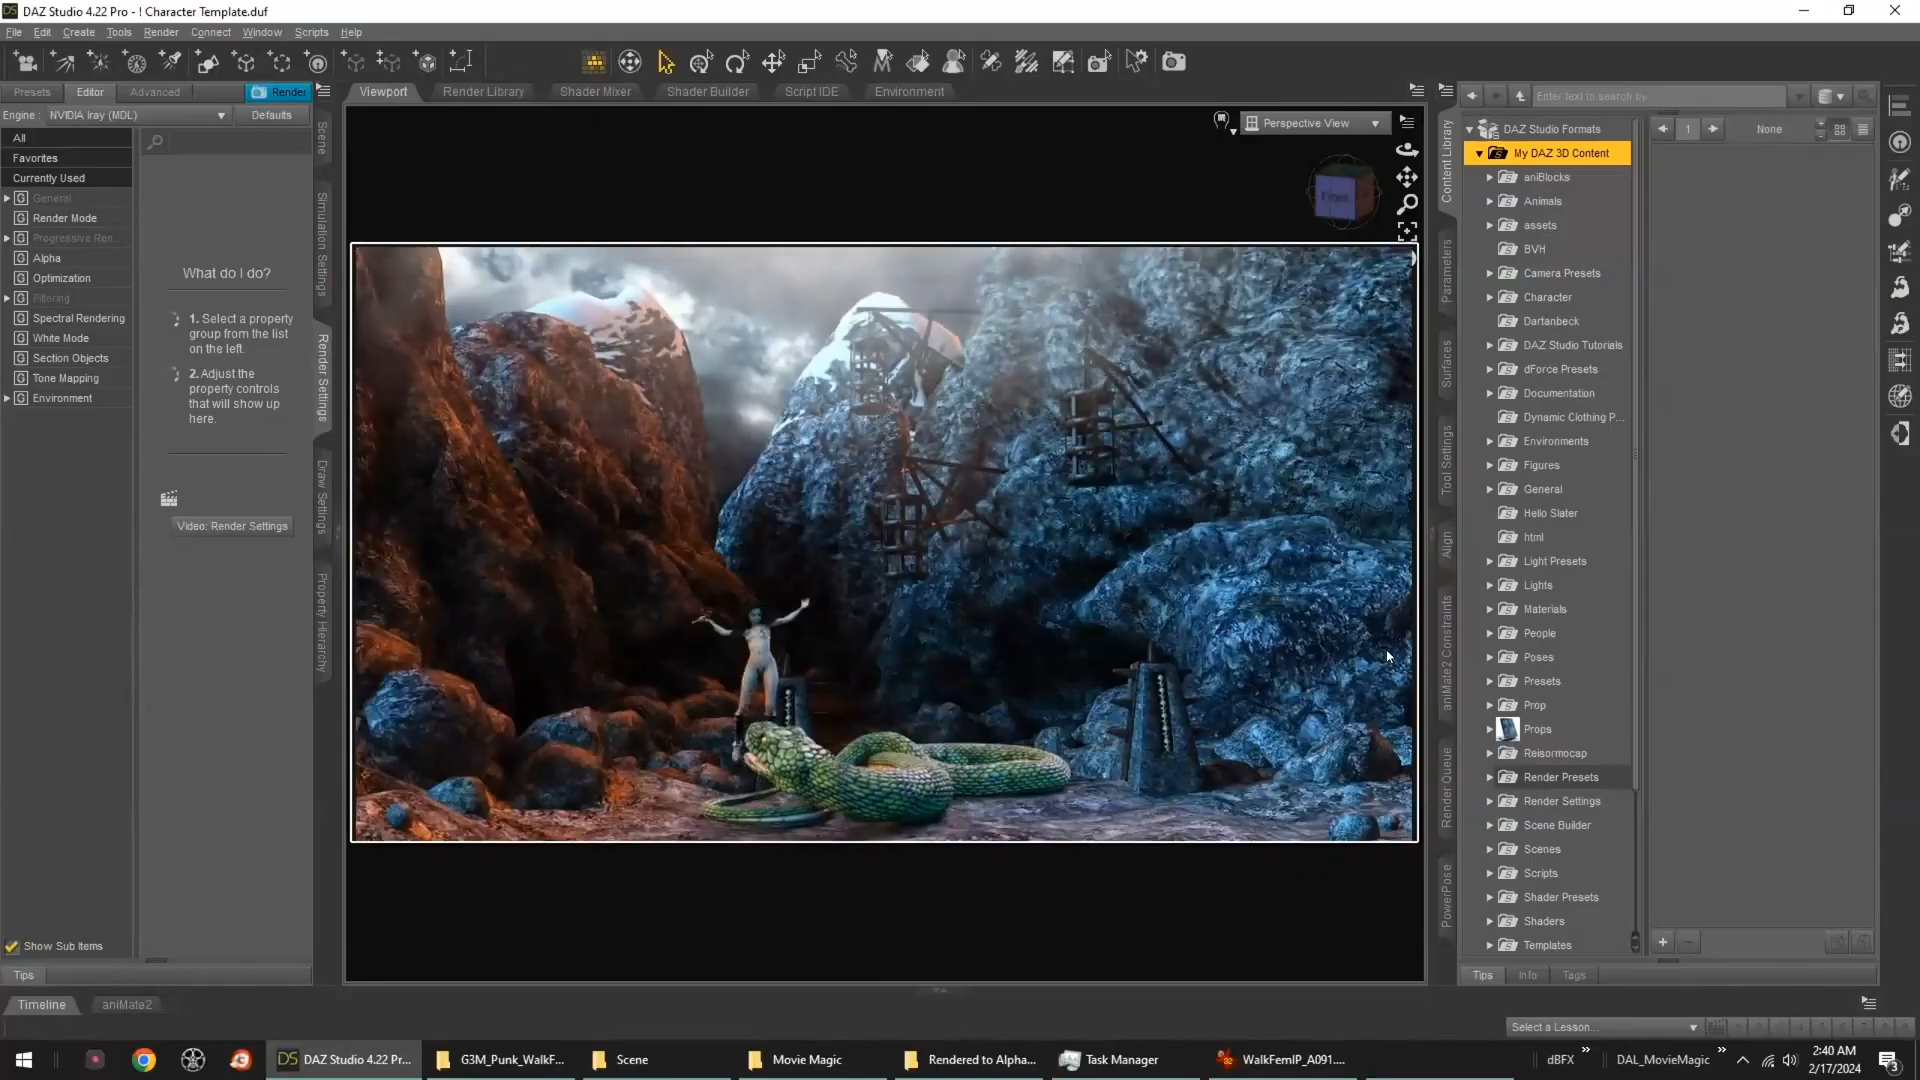 DAZ Studio 4.22 Pro - ! Character Template.duf
File Edit Create Tools Render Connect Window Scripts Help
Presets Editor Advanced Render
Viewport Render Library Shader Mixer Shader Builder Script IDE Environment
Enter text to search by
Engine : NVIDIA Iray (MDL) Defaults
Perspective View
All
Favorites
Currently Used
General
Render Mode
Progressive Ren...
Alpha
Optimization
Filtering
Spectral Rendering
White Mode
Section Objects
Tone Mapping
Environment
What do I do?
1. Select a property
group from the list
on the left.
2. Adjust the
property controls
that will show up
here.
Video: Render Settings
Show Sub Items
Tips
Scene
Simulation Settings
Render Settings
Draw Settings
Property Hierarchy
Front
Content Library
Parameters
Surfaces
Tool Settings
Align
aniMate2 Constraints
Render Queue
PowerPose
DAZ Studio Formats
My DAZ 3D Content
aniBlocks
Animals
assets
BVH
Camera Presets
Character
Dartanbeck
DAZ Studio Tutorials
dForce Presets
Documentation
Dynamic Clothing P...
Environments
Figures
General
Hello Slater
html
Light Presets
Lights
Materials
People
Poses
Presets
Prop
Props
Reisormocap
Render Presets
Render Settings
Scene Builder
Scenes
Scripts
Shader Presets
Shaders
Templates
1 None
Tips Info Tags
Timeline aniMate2
Select a Lesson...
DAZ Studio 4.22 Pr...
G3M_Punk_WalkF...
Scene
Movie Magic
Rendered to Alpha...
Task Manager
WalkFemIP_A091....
dBFX
DAL_MovieMagic
2:40 AM
2/17/2024
3